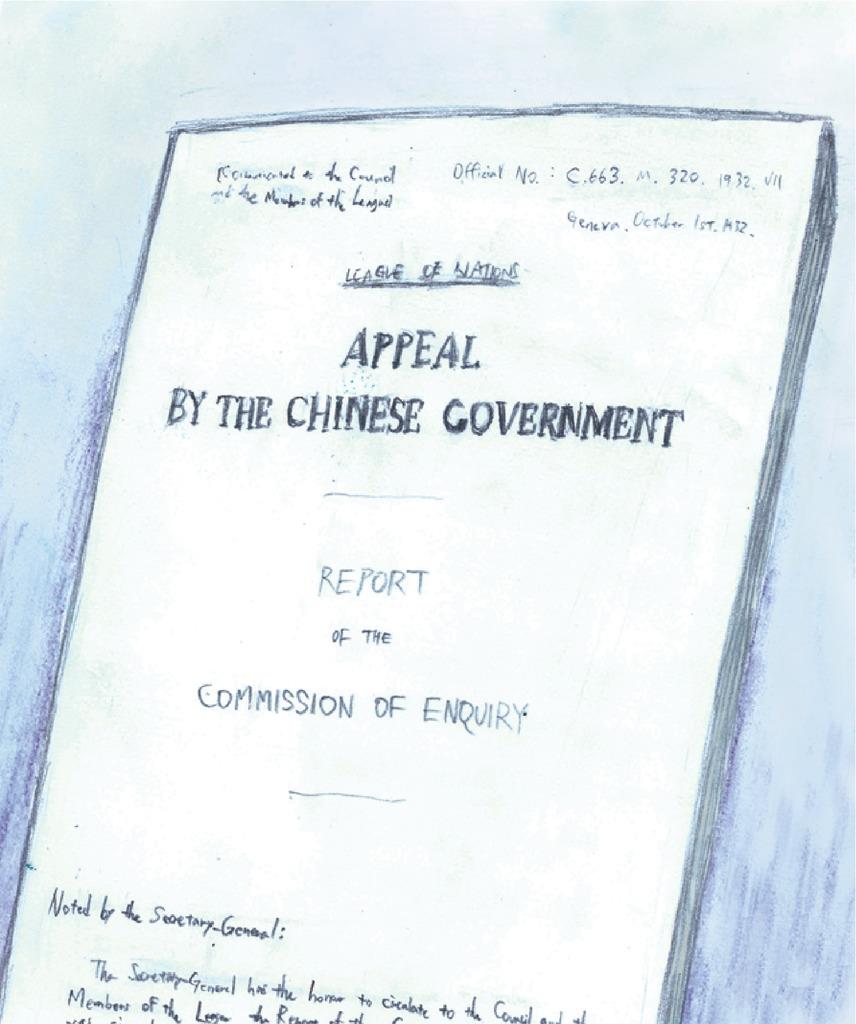 Communicated to the Council
and the Members of the League
Official No. : C.663. M. 320. 1932. VII
Geneva. October 1st. 1932.
LEAGUE OF NATIONS
APPEAL
BY THE CHINESE GOVERNMENT
REPORT
OF THE
COMMISSION OF ENQUIRY
Noted by the Secretary-General:
The Secretary-General has the honour to circulate to the Council and
Members of the League the Report of the